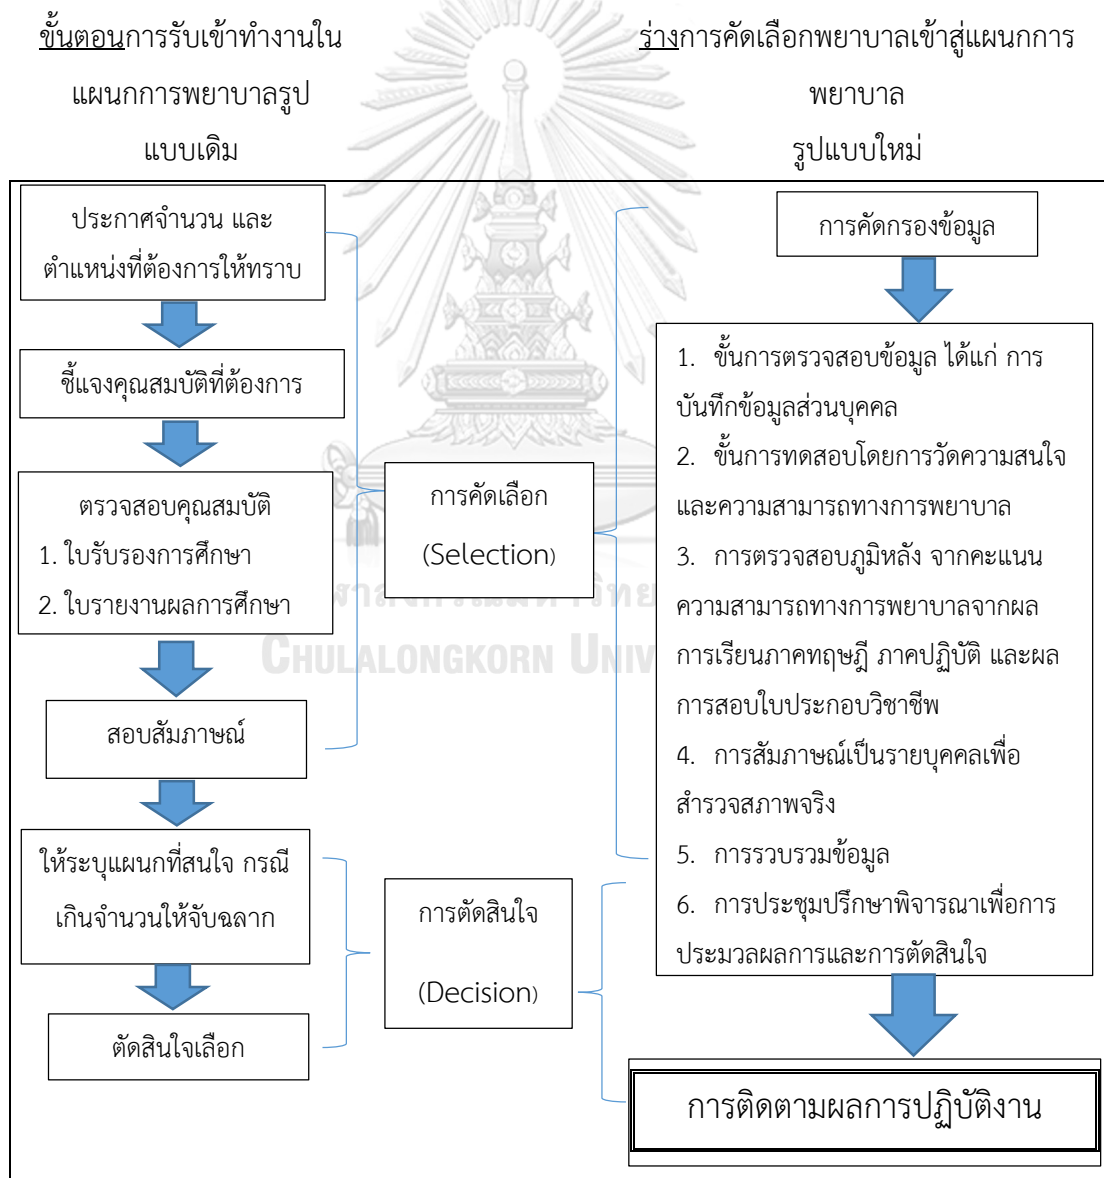 ขั้นตอนการรับเข้าทำงานใน
แผนกการพยาบาลรูป
แบบเดิม
ร่างการคัดเลือกพยาบาลเข้าสู่แผนกการ
พยาบาล
รูปแบบใหม่
ประกาศจำนวน และ
ตำแหน่งที่ต้องการให้ทราบ
ชี้แจงคุณสมบัติที่ต้องการ
ตรวจสอบคุณสมบัติ
1. ใบรับรองการศึกษา
2. ใบรายงานผลการศึกษา
สอบสัมภาษณ์
ให้ระบุแผนกที่สนใจ กรณี
เกินจำนวนให้จับฉลาก
ตัดสินใจเลือก
การคัดเลือก
(Selection)
การตัดสินใจ
(Decision)
การคัดกรองข้อมูล
1. ขั้นการตรวจสอบข้อมูล ได้แก่ การ
บันทึกข้อมูลส่วนบุคคล
2. ขั้นการทดสอบโดยการวัดความสนใจ
และความสามารถทางการพยาบาล
3. การตรวจสอบภูมิหลัง จากคะแนน
ความสามารถทางการพยาบาลจากผล
การเรียนภาคทฤษฎี ภาคปฏิบัติ และผล
การสอบใบประกอบวิชาชีพ
4. การสัมภาษณ์เป็นรายบุคคลเพื่อ
สำรวจสภาพจริง
5. การรวบรวมข้อมูล
6. การประชุมปรึกษาพิจารณาเพื่อการ
ประมวลผลการและการตัดสินใจ
การติดตามผลการปฏิบัติงาน
CHULALONGKORN UNIV